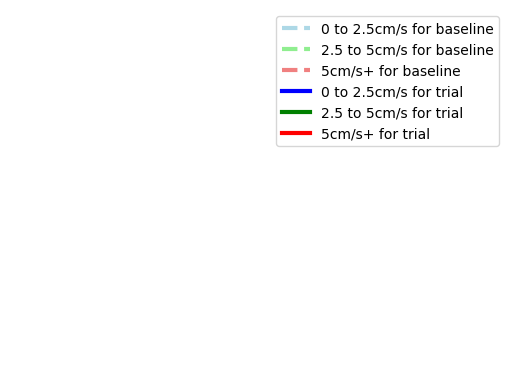 0 to 2.5cm/s for baseline
2.5 to 5cm/s for baseline
5cm/s+ for baseline
0 to 2.5cm/s for trial
2.5 to 5cm/s for trial
5cm/s+ for trial